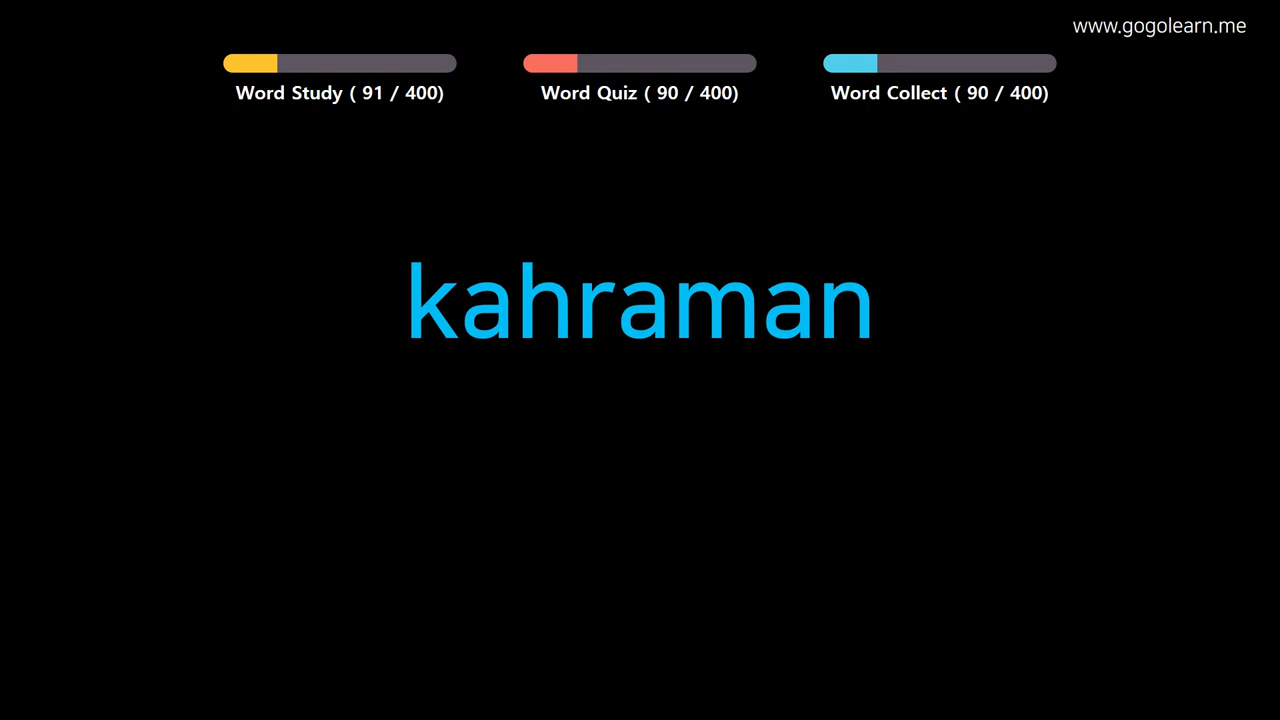 www.gogolearn.me
Word Study ( 91 / 400)
Word Quiz ( 90 / 400)
Word Collect ( 90 / 400)
kahraman